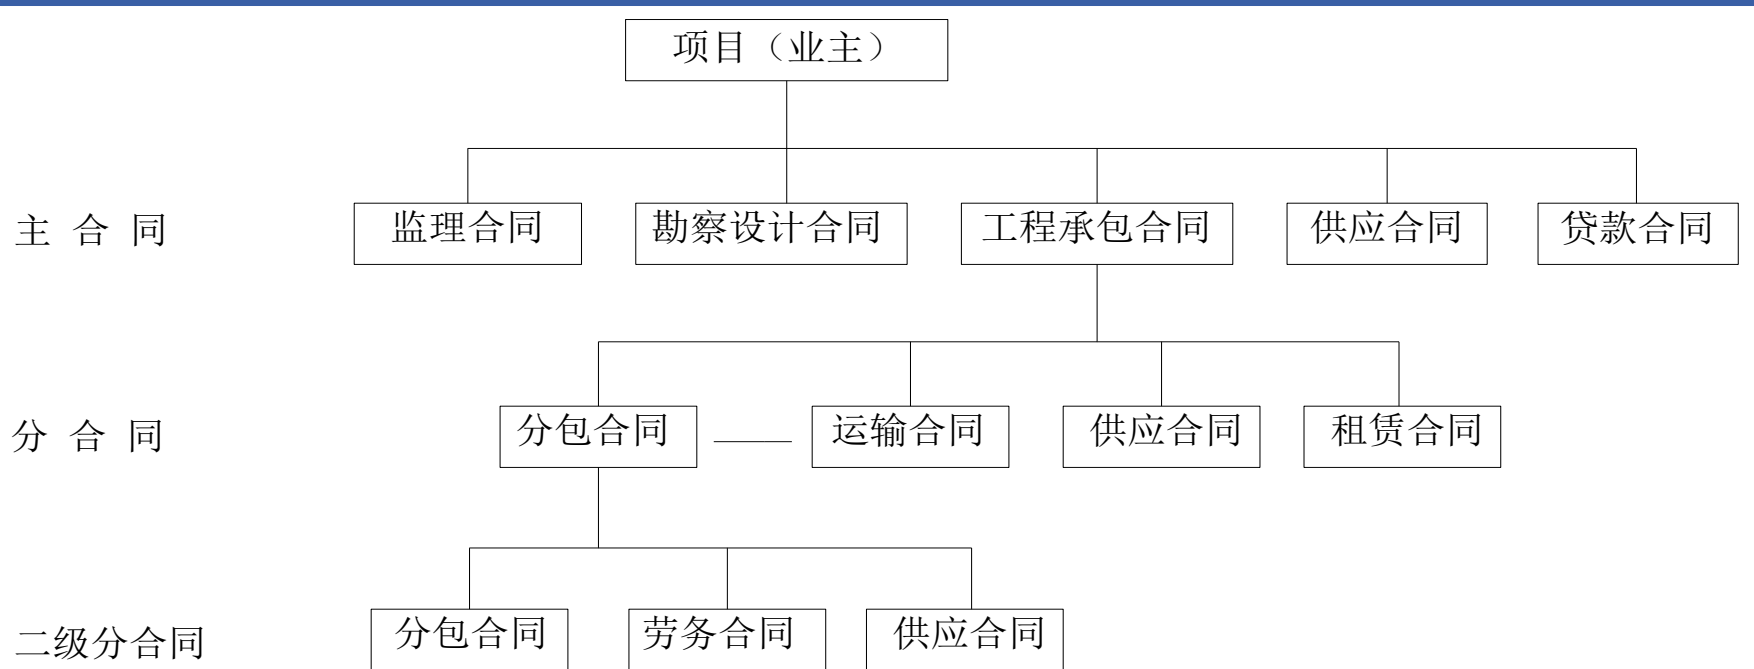 项目（业主）
主 合 同 监理合同 勘察设计合同 工程承包合同 供应合同 贷款合同
分 合 同 分包合同 运输合同 供应合同 租赁合同
二级分合同 分包合同 劳务合同 供应合同